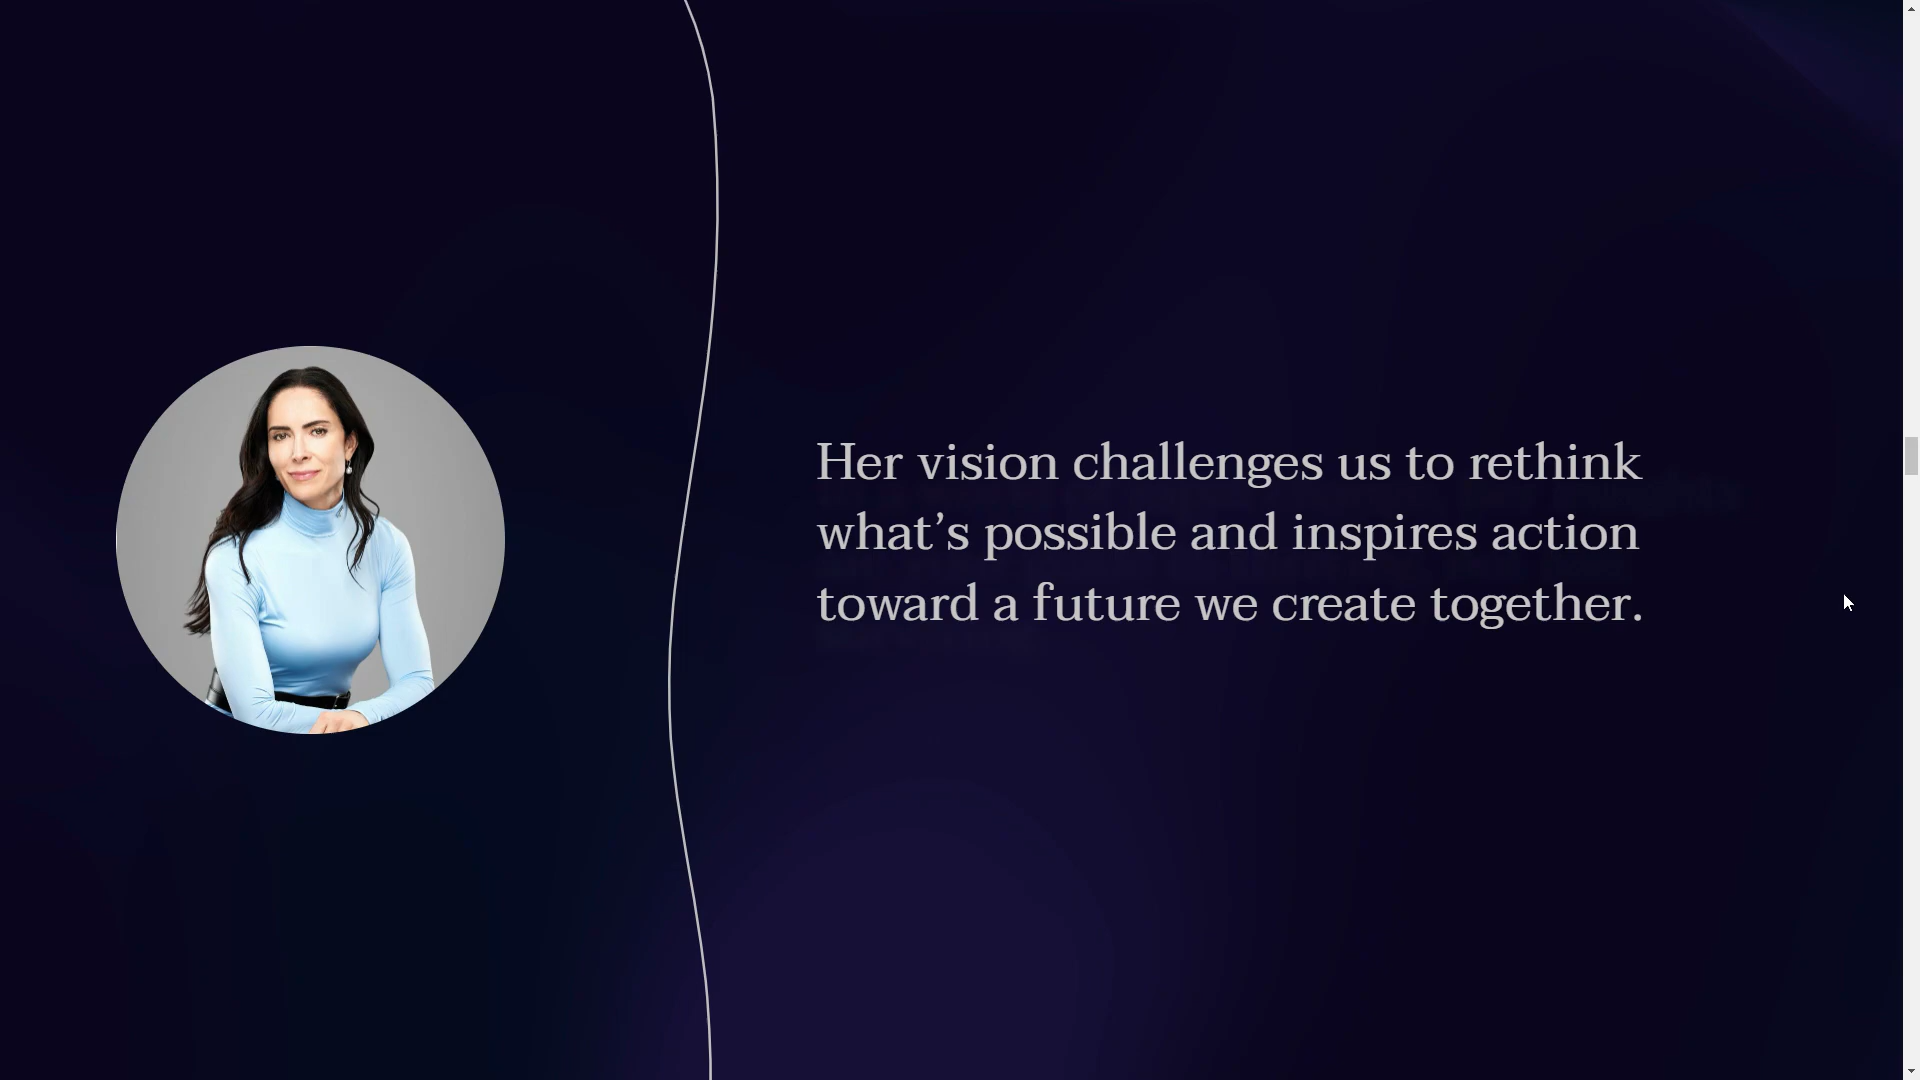 Her vision challenges us to rethink
what’s possible and inspires action
toward a future we create together.